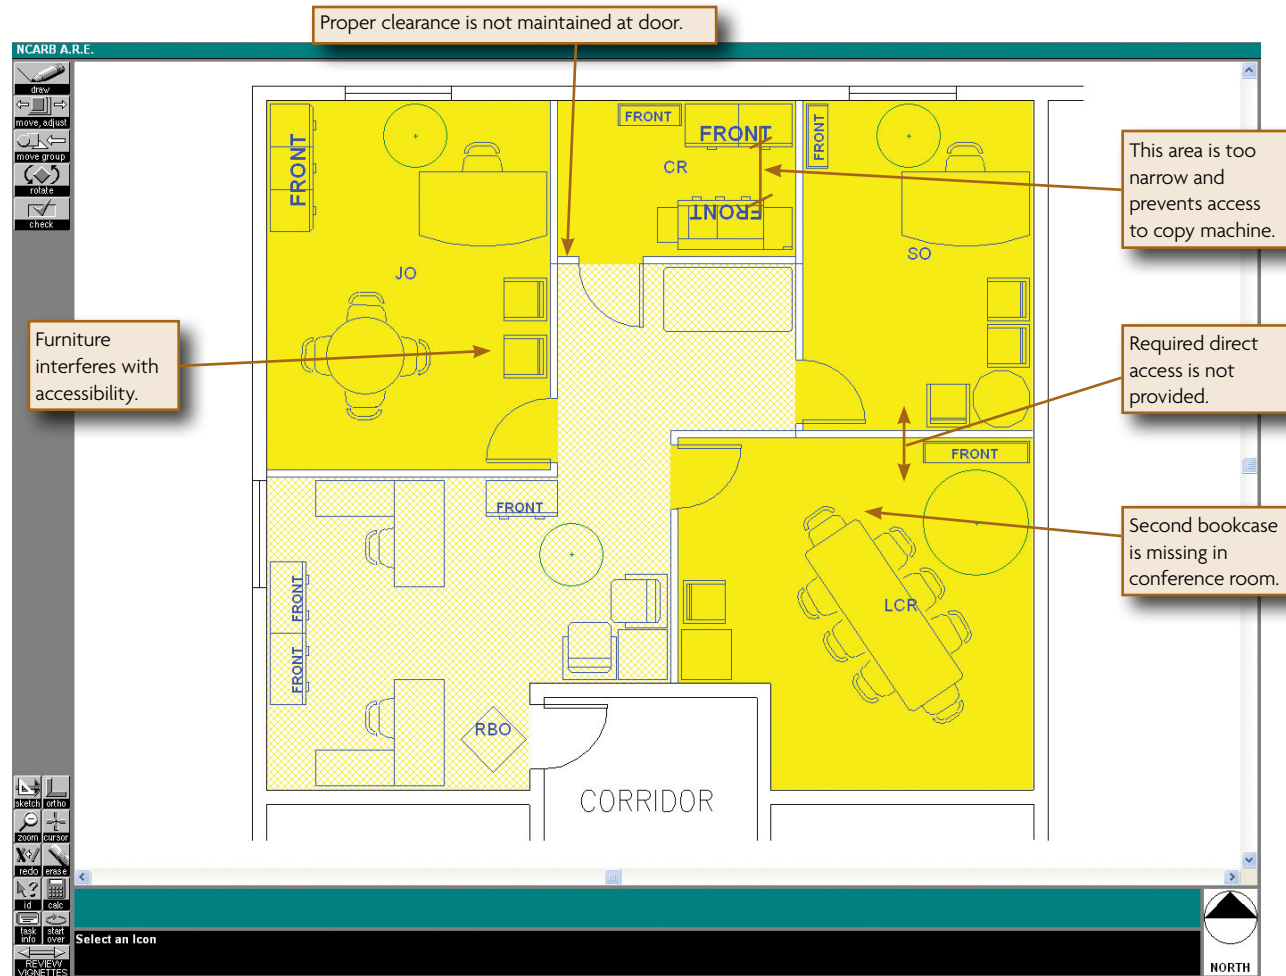 Proper clearance is not maintained at door.
NCARB A.R.E.
draw
move, adjust
move group
rotate
check
FRONT
FRONT
FRONT
FRONT
CR
FRONT
This area is too
narrow and
prevents access
to copy machine.
JO
SO
Furniture
interferes with
accessibility.
Required direct
access is not
provided.
FRONT
FRONT
Second bookcase
is missing in
conference room.
FRONT
FRONT
LCR
RBO
CORRIDOR
sketch ortho
zoom cursor
redo erase
id calc
task info
start over
REVIEW
VIGNETTES
Select an Icon
NORTH